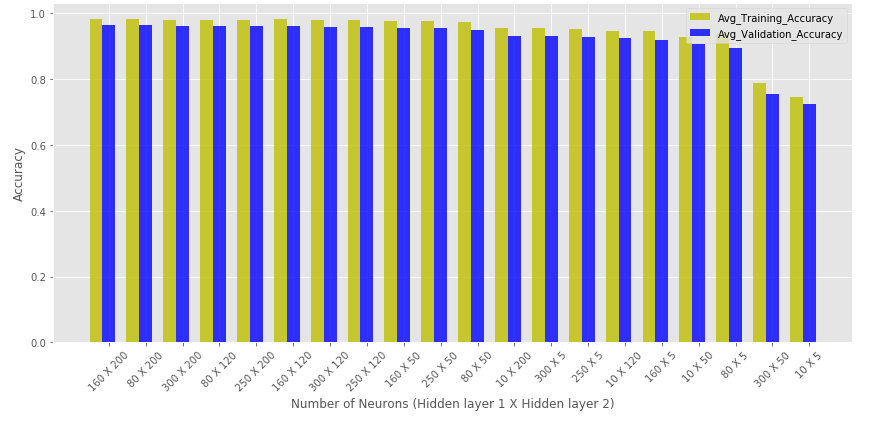 Avg_Training_Accuracy
Avg_Validation_Accuracy
1.0
0.8
0.6
0.4
0.2
0.0
Accuracy
160 X 200
80 X 200
300 X 200
80 X 120
250 X 200
160 X 120
300 X 120
250 X 120
160 X 50
250 X 50
80 X 50
10 X 200
300 X 5
250 X 5
10 X 120
160 X 5
10 X 50
80 X 5
300 X 50
10 X 5
Number of Neurons (Hidden layer 1 X Hidden layer 2)